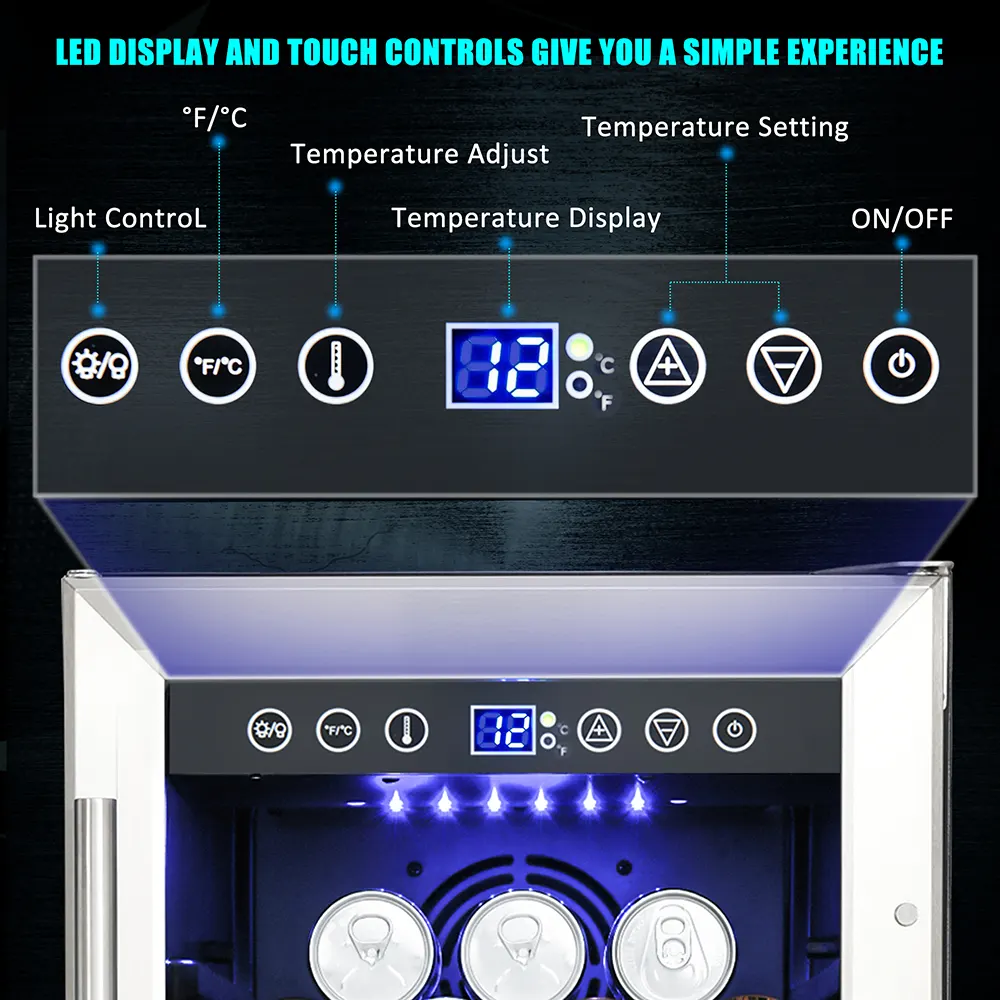 LED DISPLAY AND TOUCH CONTROLS GIVE YOU A SIMPLE EXPERIENCE
°F/°C
Temperature Setting
Temperature Adjust
Light ControL
Temperature Display
ON/OFF
°F/°C
12
°C
°F
°F/°C
12
°C
°F